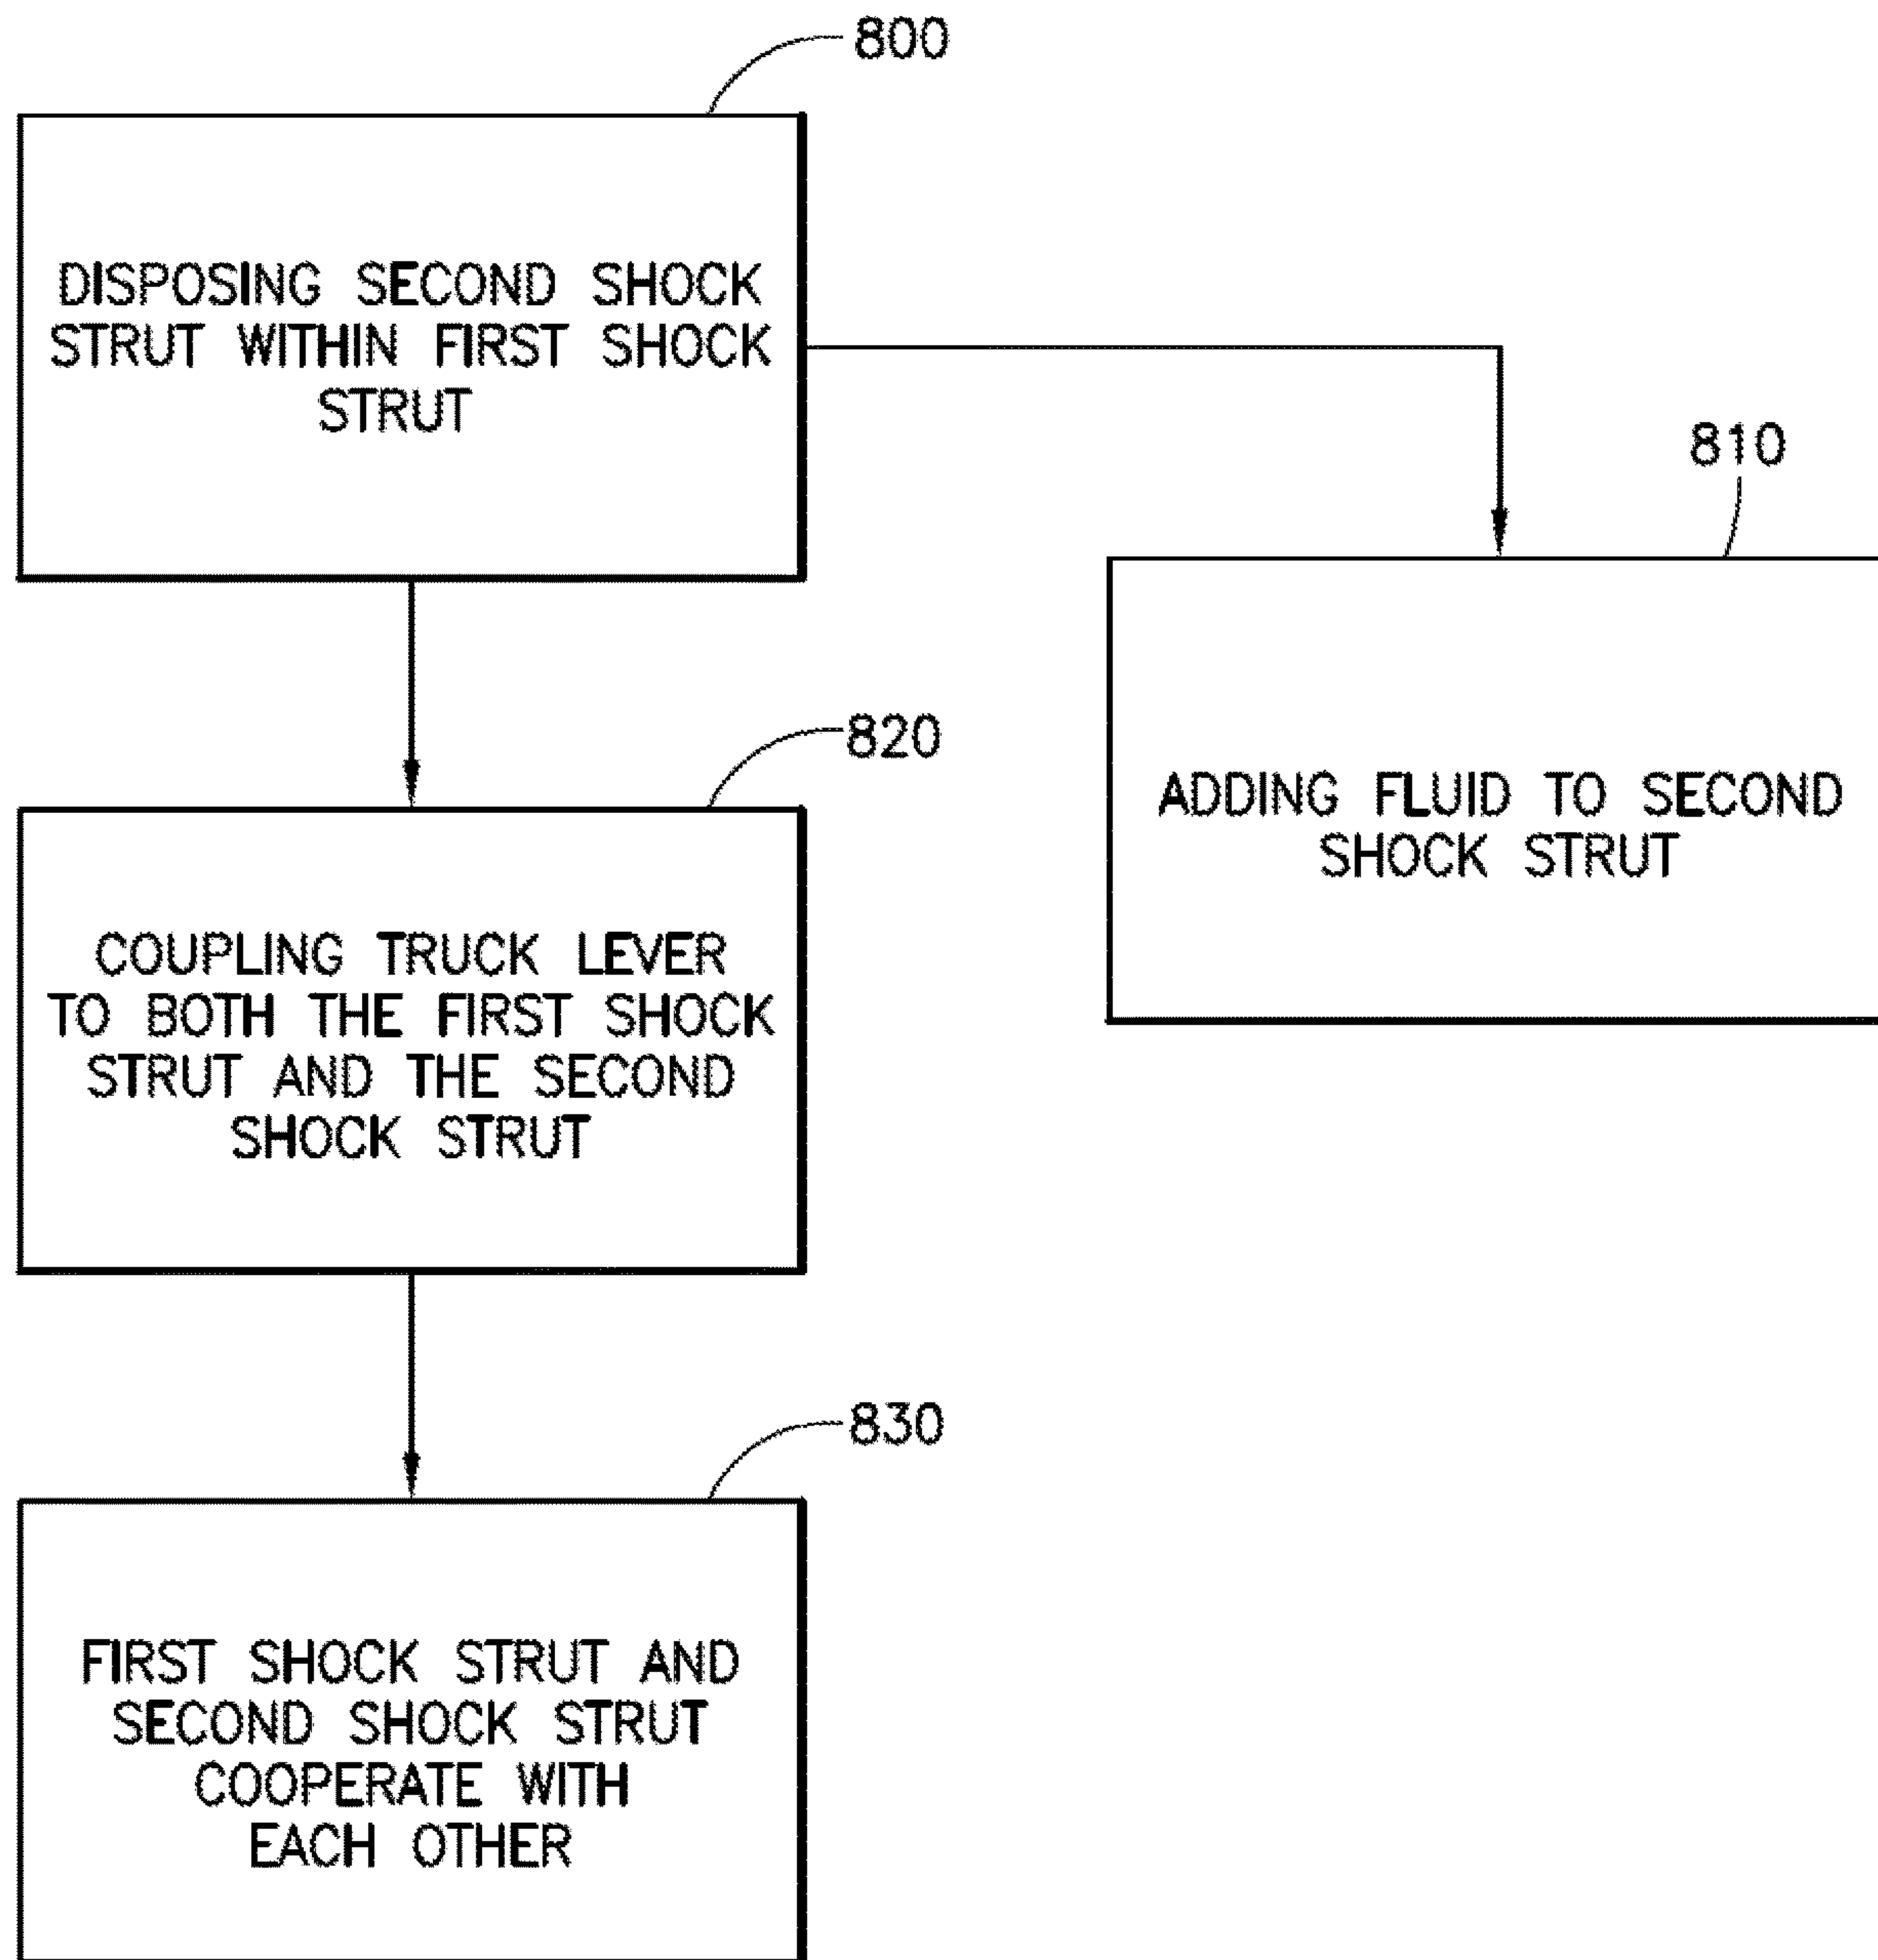 800
DISPOSING SECOND SHOCK
STRUT WITHIN FIRST SHOCK
STRUT
810
ADDING FLUID TO SECOND
SHOCK STRUT
820
COUPLING TRUCK LEVER
TO BOTH THE FIRST SHOCK
STRUT AND THE SECOND
SHOCK STRUT
830
FIRST SHOCK STRUT AND
SECOND SHOCK STRUT
COOPERATE WITH
EACH OTHER